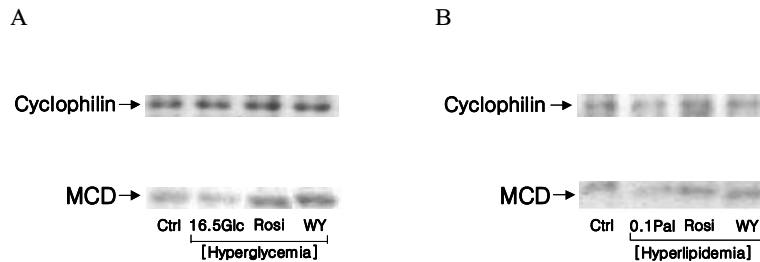 A
B
Cyclophilin
Cyclophilin
MCD
MCD
Ctrl 16.5Glc Rosi WY
[Hyperglycemia]
Ctrl 0.1Pal Rosi WY
[Hyperlipidemia]